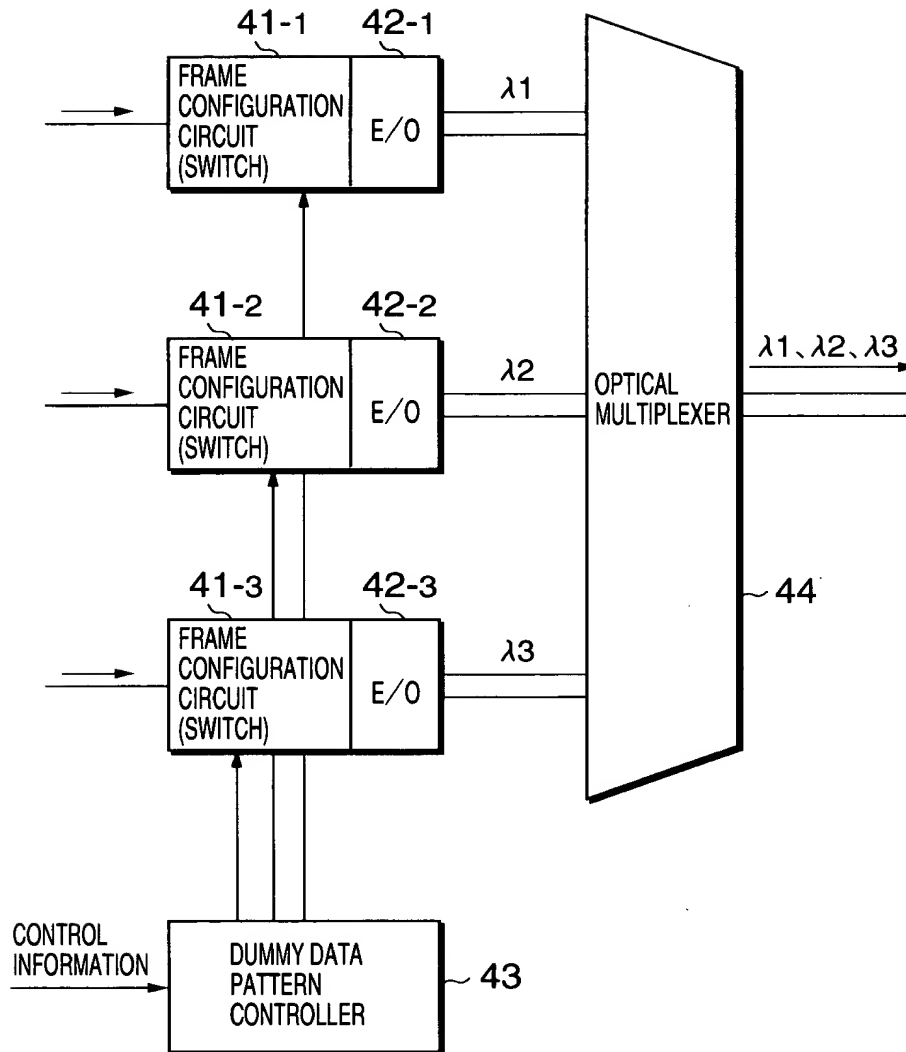 41-1
42-1
FRAME
CONFIGURATION
CIRCUIT
(SWITCH)
E/O
λ1
41-2
42-2
FRAME
CONFIGURATION
CIRCUIT
(SWITCH)
E/O
λ2
OPTICAL
MULTIPLEXER
λ1、λ2、λ3
41-3
42-3
FRAME
CONFIGURATION
CIRCUIT
(SWITCH)
E/O
λ3
44
CONTROL
INFORMATION
DUMMY DATA
PATTERN
CONTROLLER
43